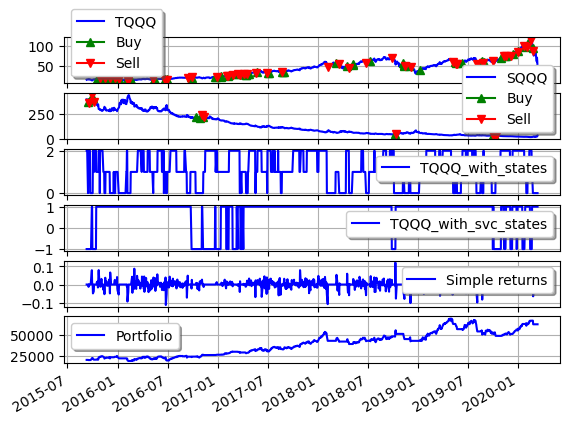 TQQQ
Buy
Sell
100
50
SQQQ
Buy
Sell
250
0
2
0
TQQQ_with_states
1
0
−1
TQQQ_with_svc_states
0.1
0.0
−0.1
Simple returns
50000
25000
Portfolio
2015-07
2016-01
2016-07
2017-01
2017-07
2018-01
2018-07
2019-01
2019-07
2020-01